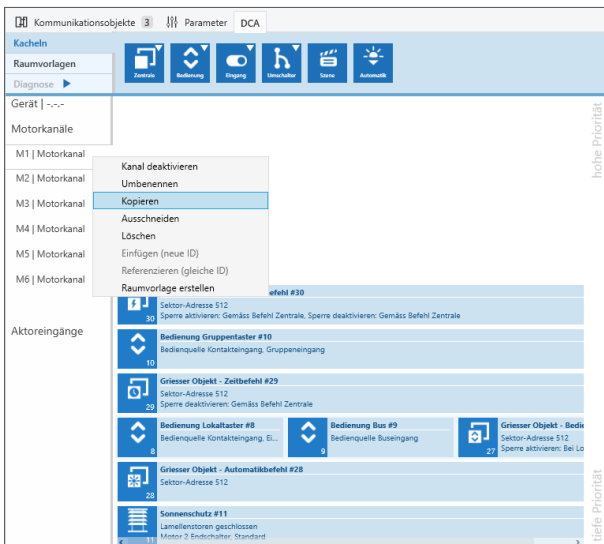 Kommunikationsobjekte 3 Parameter DCA
Kacheln
Raumvorlagen
Diagnose
Zentrale Bedienung Eingang Umschalter Szene Automatik
Gerät | -.-.-
Motorkanäle
M1 | Motorkanal
M2 | Motorkanal
M3 | Motorkanal
M4 | Motorkanal
M5 | Motorkanal
M6 | Motorkanal
Aktoreingänge
Kanal deaktivieren
Umbenennen
Kopieren
Ausschneiden
Löschen
Einfügen (neue ID)
Referenzieren (gleiche ID)
Raumvorlage erstellen
hohe Priorität
efehl #30
Sektor-Adresse 512
Sperre aktivieren: Gemäss Befehl Zentrale, Sperre deaktivieren: Gemäss Befehl Zentrale
30
Bedienung Gruppentaster #10
Bedienquelle Kontakteingang, Gruppeneingang
10
Griesser Objekt - Zeitbefehl #29
Sektor-Adresse 512
Sperre deaktivieren: Gemäss Befehl Zentrale
29
Bedienung Lokaltaster #8
Bedienquelle Kontakteingang, Ei...
8
Bedienung Bus #9
Bedienquelle Buseingang
9
Griesser Objekt - Bedie
Sektor-Adresse 512
Sperre aktivieren: Bei Lo
27
Griesser Objekt - Automatikbefehl #28
Sektor-Adresse 512
28
Sonnenschutz #11
Lamellenstoren geschlossen
Motor 2 Endschalter, Standard
11
tiefe Priorität